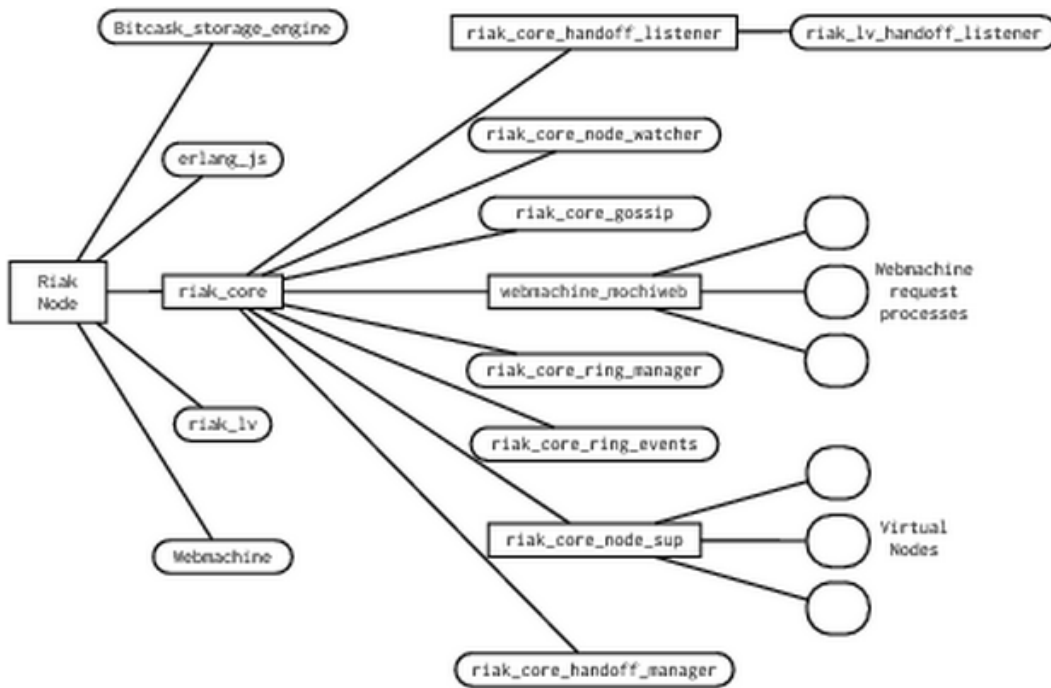 Bitcask_storage_engine
riak_core_handoff_listener
riak_lv_handoff_listener
riak_core_node_watcher
erlang_js
riak_core_gossip
Riak
Node
riak_core
webmachine_mochiweb
Webmachine
request
processes
riak_core_ring_manager
riak_lv
riak_core_ring_events
riak_core_node_sup
Virtual
Nodes
Webmachine
riak_core_handoff_manager